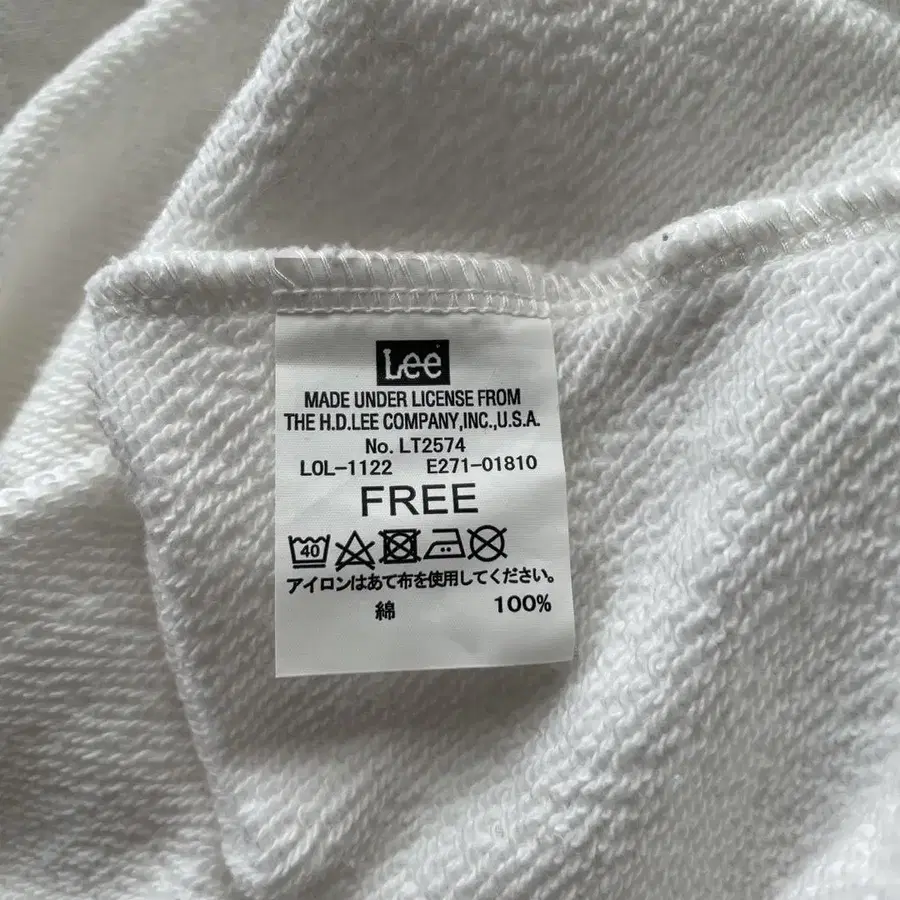 Lee
MADE UNDER LICENSE FROM
THE H.D.LEE COMPANY,INC.,U.S.A.
No. LT2574
LOL-1122 E271-01810
FREE
40
アイロンはあて布を使用してください。
綿 100%